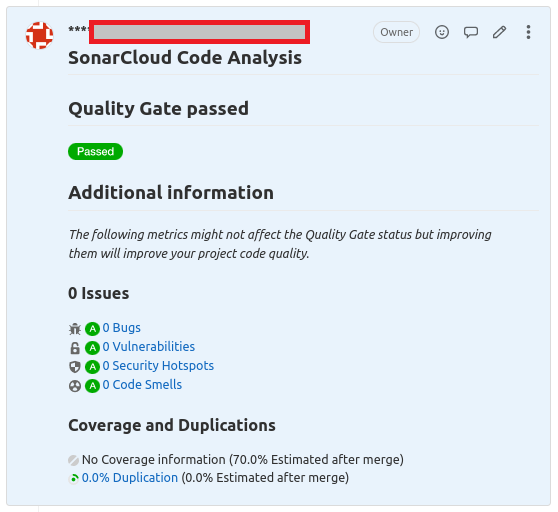 ****
Owner
SonarCloud Code Analysis
Quality Gate passed
Passed
Additional information
The following metrics might not affect the Quality Gate status but improving
them will improve your project code quality.
0 Issues
A 0 Bugs
A 0 Vulnerabilities
A 0 Security Hotspots
A 0 Code Smells
Coverage and Duplications
No Coverage information (70.0% Estimated after merge)
0.0% Duplication (0.0% Estimated after merge)